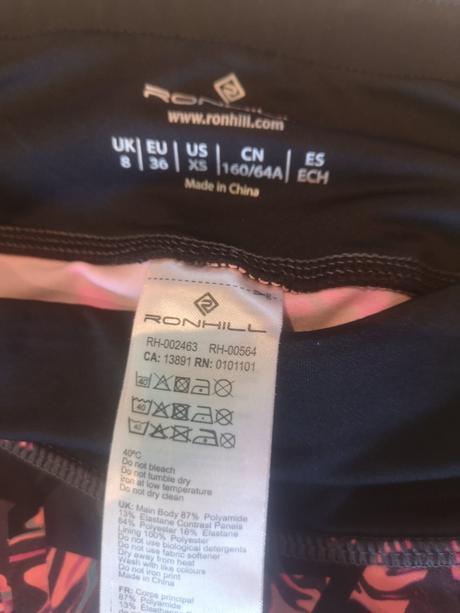 RONHILL
www.ronhill.com
UK EU US CN ES
8 36 XS 160/64A ECH
Made in China
RONHILL
RH-002463 RH-00564
CA: 13891 RN: 0101101
40
40
40
40ºC
Do not bleach
Do not tumble dry
Iron at low temperature
Do not dry clean
UK: Main Body 87% Polyamide
13% Elastane Contrast Panels
64% Polyester 16% Elastane
Lining 100% Polyester
Do not use biological detergents
Do not use fabric softener
Dry away from heat
Wash with like colours
Do not iron print
Made in China
FR: Corps principal
87% Polyamide
13%